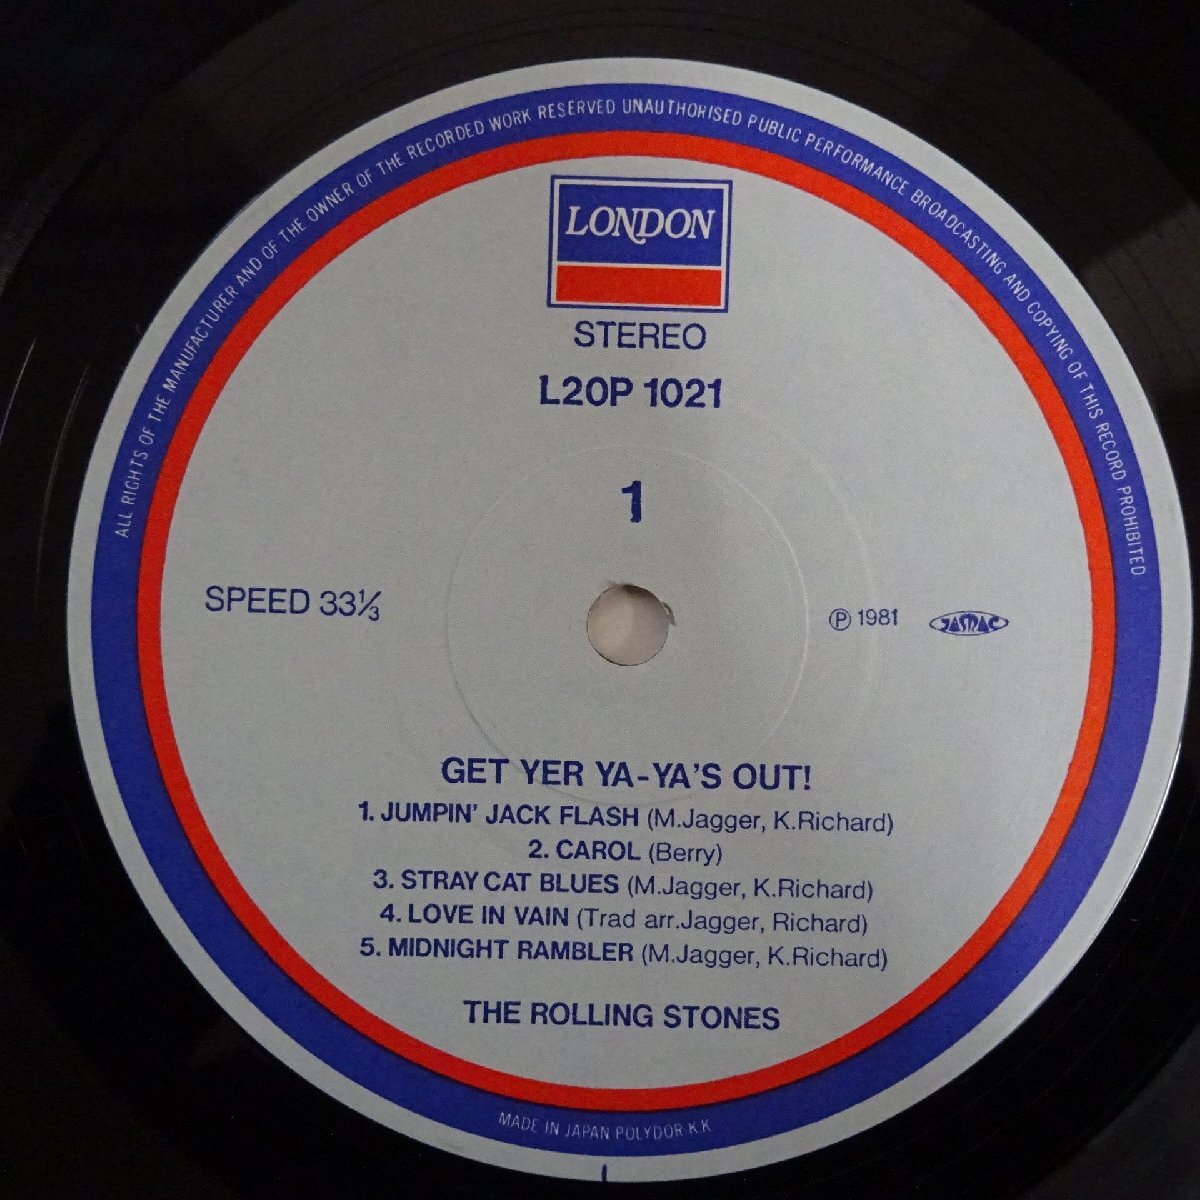 ALL RIGHTS OF THE MANUFACTURER AND OF THE OWNER OF THE RECORDED WORK RESERVED UNAUTHORISED PUBLIC PERFORMANCE BROADCASTING AND COPYING OF THIS RECORD PROHIBITED
LONDON
STEREO
L20P 1021
1
SPEED 33⅓
℗ 1981 JASRAC
GET YER YA-YA'S OUT!
1. JUMPIN' JACK FLASH (M.Jagger, K.Richard)
2. CAROL (Berry)
3. STRAY CAT BLUES (M.Jagger, K.Richard)
4. LOVE IN VAIN (Trad arr.Jagger, Richard)
5. MIDNIGHT RAMBLER (M.Jagger, K.Richard)
THE ROLLING STONES
MADE IN JAPAN POLYDOR K K